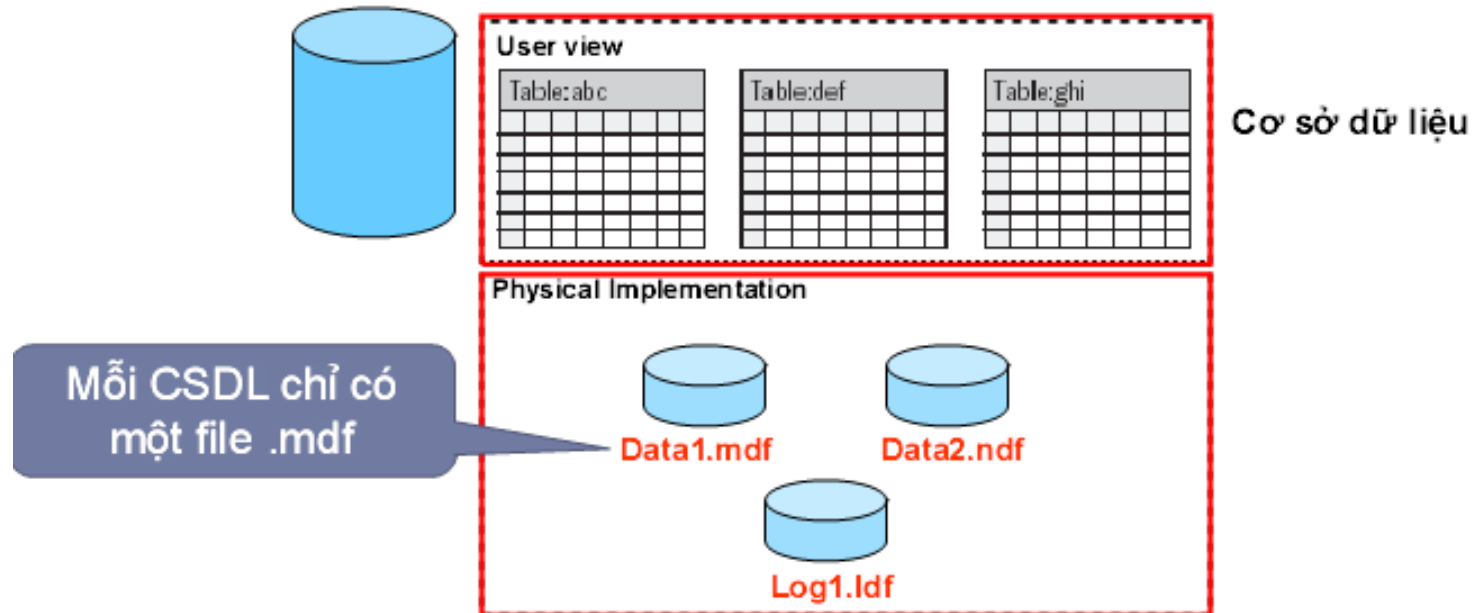 User view
Table:abc
Table:def
Table:ghi
Cơ sở dữ liệu
Physical Implementation
Mỗi CSDL chỉ có
một file .mdf
Data1.mdf
Data2.ndf
Log1.ldf